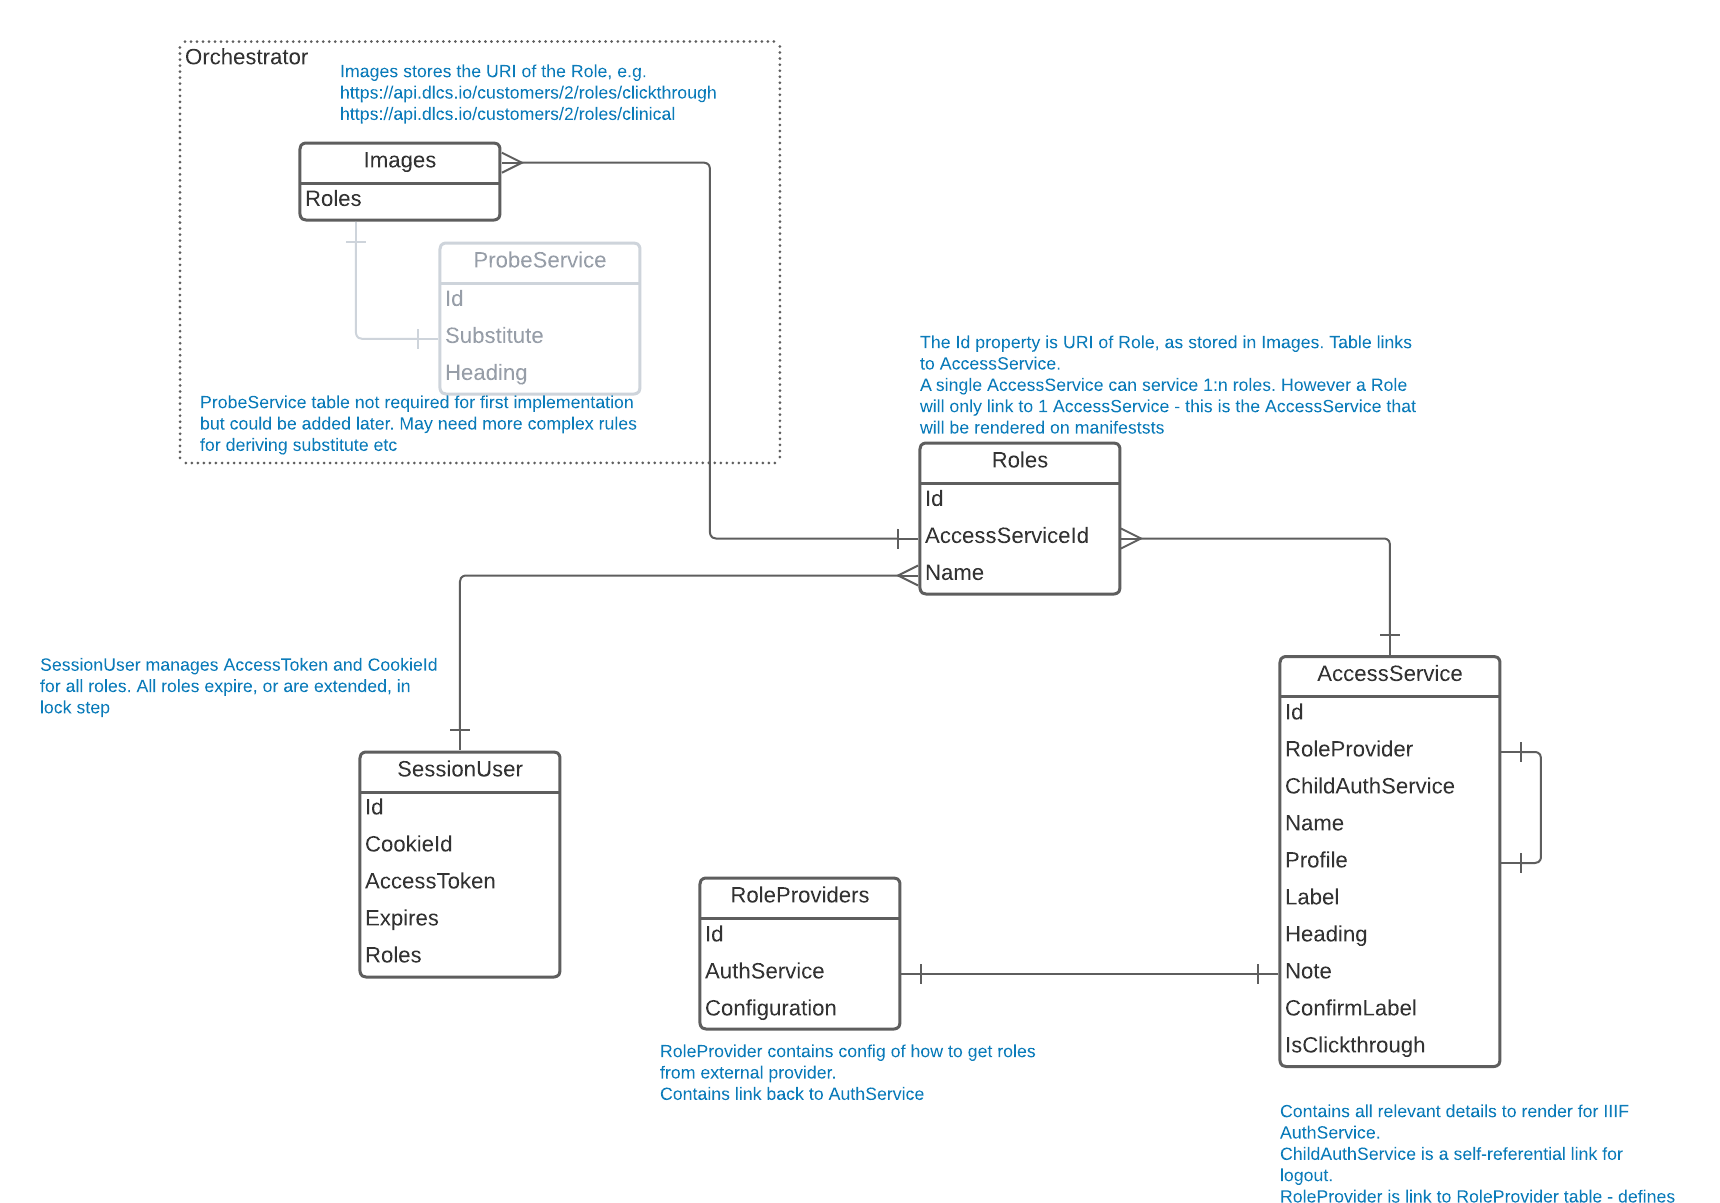 Orchestrator
Images stores the URI of the Role, e.g.
https://api.dlcs.io/customers/2/roles/clickthrough
https://api.dlcs.io/customers/2/roles/clinical
Images
Roles
ProbeService
Id
Substitute
Heading
ProbeService table not required for first implementation
but could be added later. May need more complex rules
for deriving substitute etc
The Id property is URI of Role, as stored in Images. Table links
to AccessService.
A single AccessService can service 1:n roles. However a Role
will only link to 1 AccessService - this is the AccessService that
will be rendered on manifeststs
Roles
Id
AccessServiceId
Name
SessionUser manages AccessToken and CookieId
for all roles. All roles expire, or are extended, in
lock step
SessionUser
Id
CookieId
AccessToken
Expires
Roles
RoleProviders
Id
AuthService
Configuration
RoleProvider contains config of how to get roles
from external provider.
Contains link back to AuthService
AccessService
Id
RoleProvider
ChildAuthService
Name
Profile
Label
Heading
Note
ConfirmLabel
IsClickthrough
Contains all relevant details to render for IIIF
AuthService.
ChildAuthService is a self-referential link for
logout.
RoleProvider is link to RoleProvider table - defines